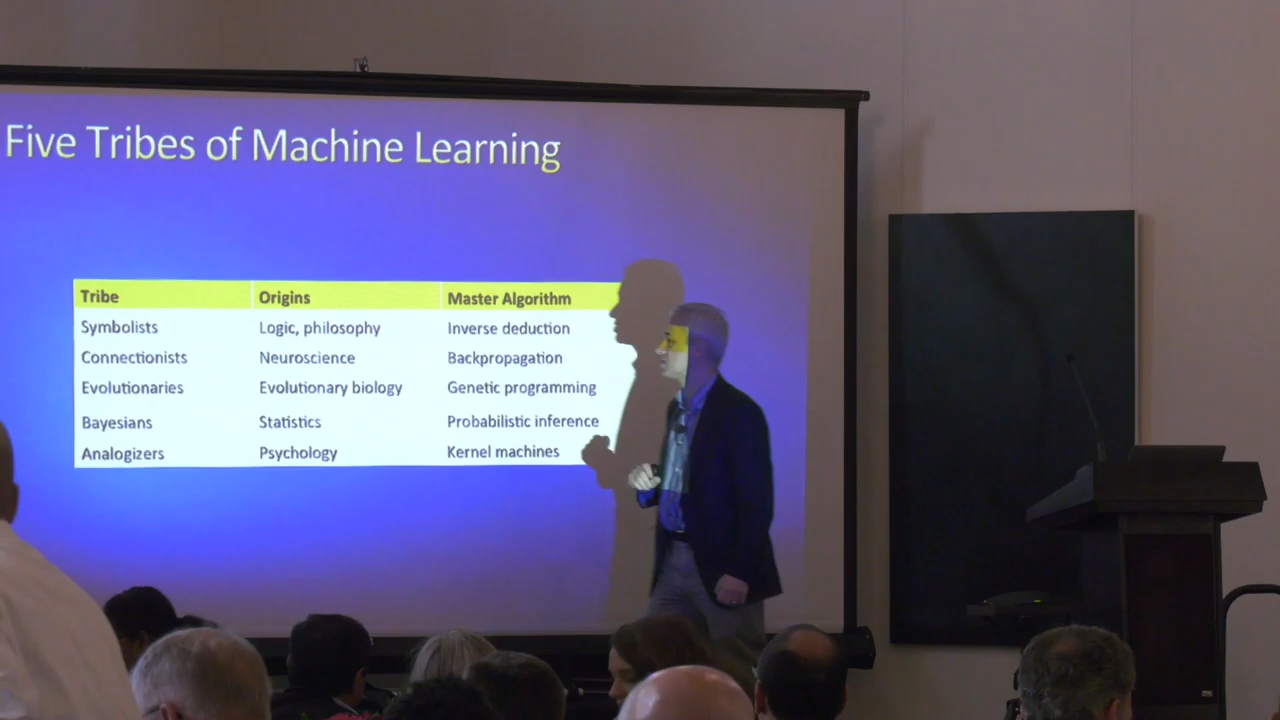 Five Tribes of Machine Learning
Tribe Origins Master Algorithm
Symbolists Logic, philosophy Inverse deduction
Connectionists Neuroscience Backpropagation
Evolutionaries Evolutionary biology Genetic programming
Bayesians Statistics Probabilistic inference
Analogizers Psychology Kernel machines